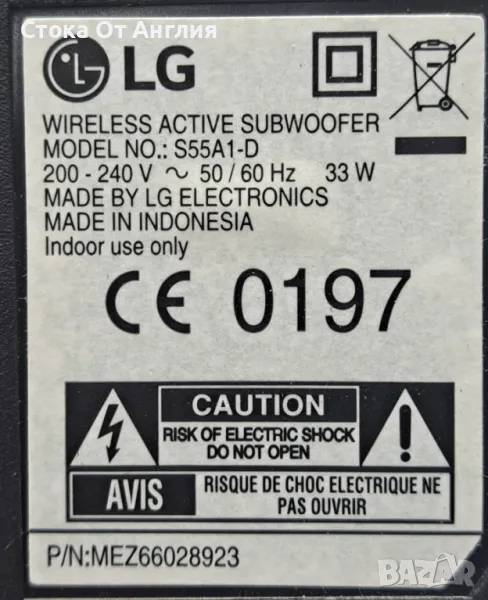 Стока От Англия
LG
WIRELESS ACTIVE SUBWOOFER
MODEL NO.: S55A1-D
200 - 240 V ~ 50 / 60 Hz 33 W
MADE BY LG ELECTRONICS
MADE IN INDONESIA
Indoor use only
CE 0197
CAUTION
RISK OF ELECTRIC SHOCK
DO NOT OPEN
AVIS
RISQUE DE CHOC ELECTRIQUE NE
PAS OUVRIR
P/N:MEZ66028923
BAZAR